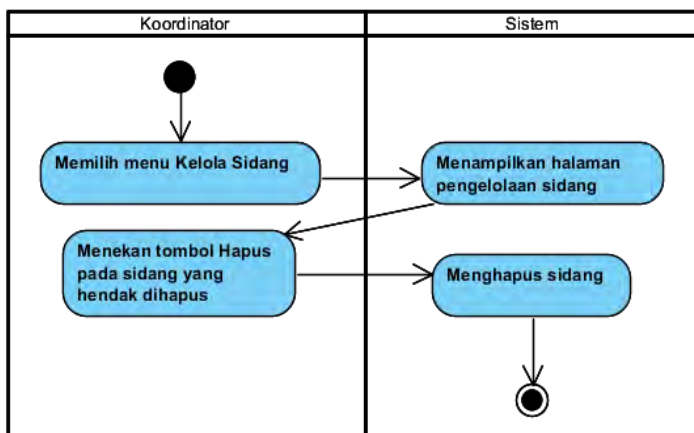 Koordinator
Sistem
Memilih menu Kelola Sidang
Menampilkan halaman
pengelolaan sidang
Menekan tombol Hapus
pada sidang yang
hendak dihapus
Menghapus sidang